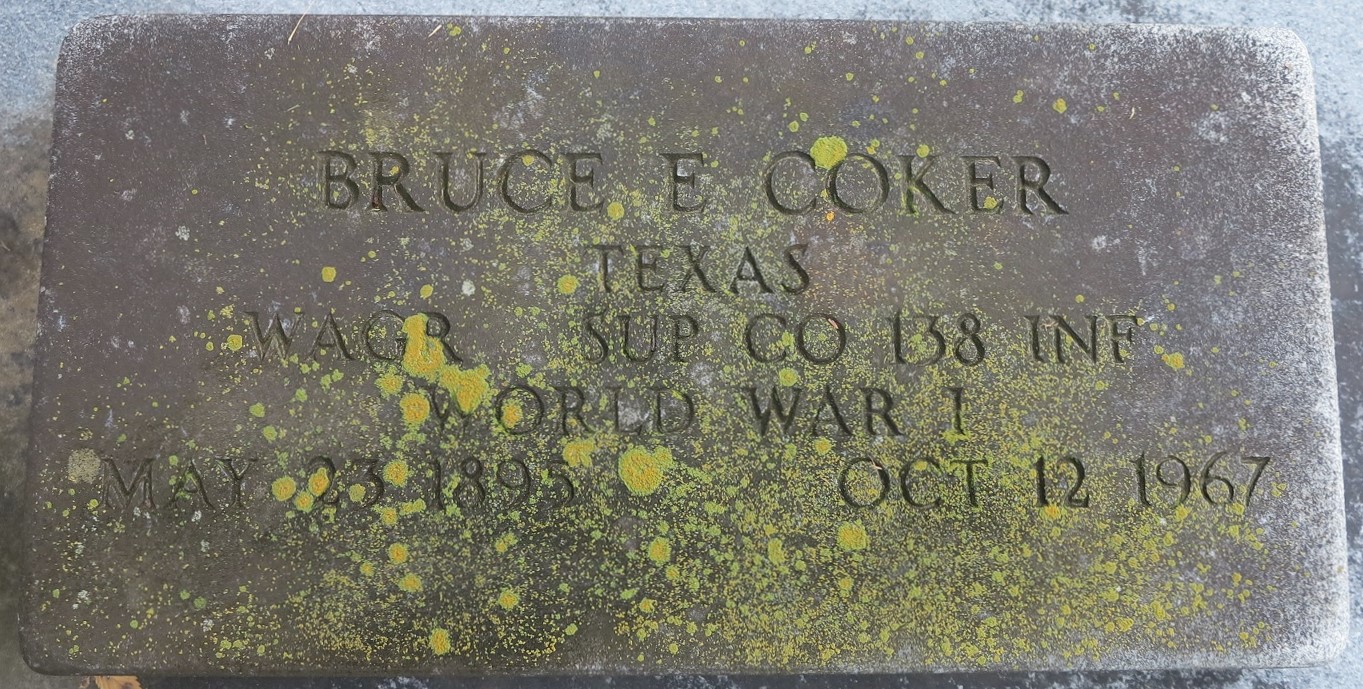 BRUCE E COKER
TEXAS
WAGR SUP CO 138 INF
WORLD WAR I
MAY 23 1895 OCT 12 1967